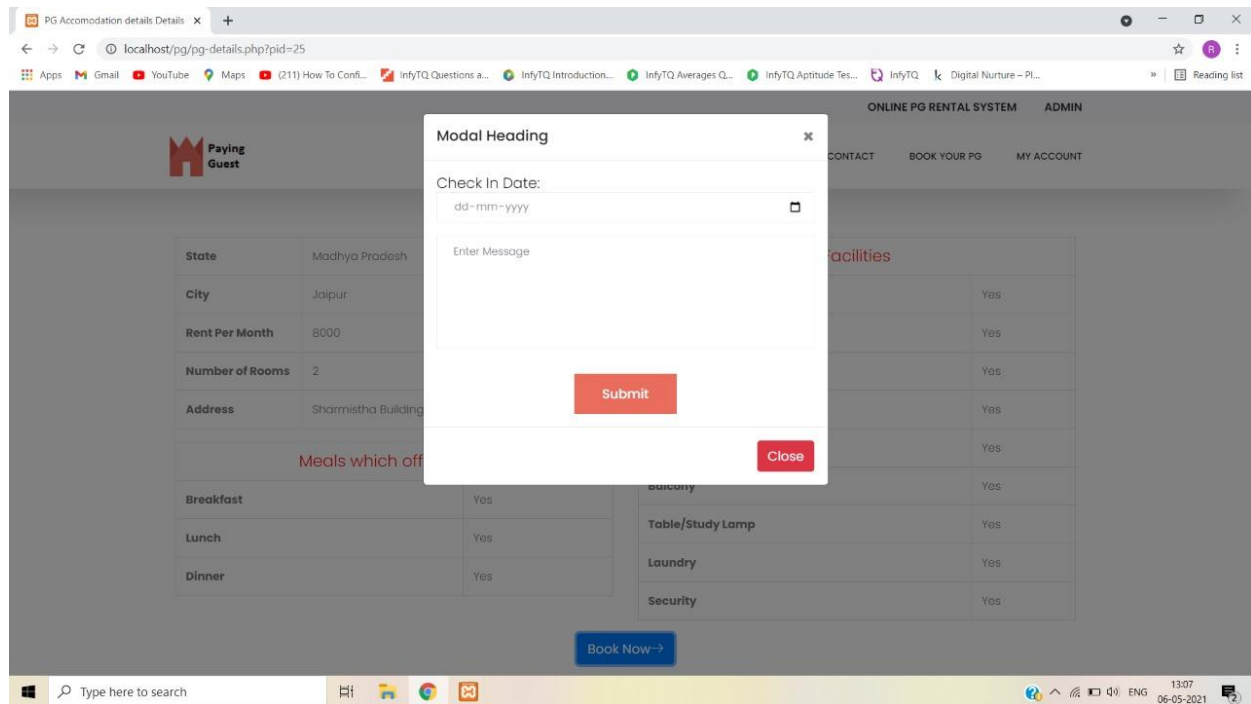 PG Accomodation details Details
localhost/pg/pg-details.php?pid=25
R
Apps Gmail YouTube Maps (211) How To Confi... InfyTQ Questions a... InfyTQ Introduction... InfyTQ Averages Q... InfyTQ Aptitude Tes... InfyTQ Digital Nurture – Pl... » Reading list
ONLINE PG RENTAL SYSTEM ADMIN
Paying
Guest
CONTACT BOOK YOUR PG MY ACCOUNT
Modal Heading
Check In Date:
dd-mm-yyyy
Enter Message
Submit
Close
State Madhya Pradesh
City Jaipur
Rent Per Month 8000
Number of Rooms 2
Address Sharmistha Building
Meals which off
Breakfast Yes
Lunch Yes
Dinner Yes
Facilities
Yes
Yes
Yes
Yes
Yes
Balcony Yes
Table/Study Lamp Yes
Laundry Yes
Security Yes
Book Now→
Type here to search
ENG
13:07
06-05-2021
2